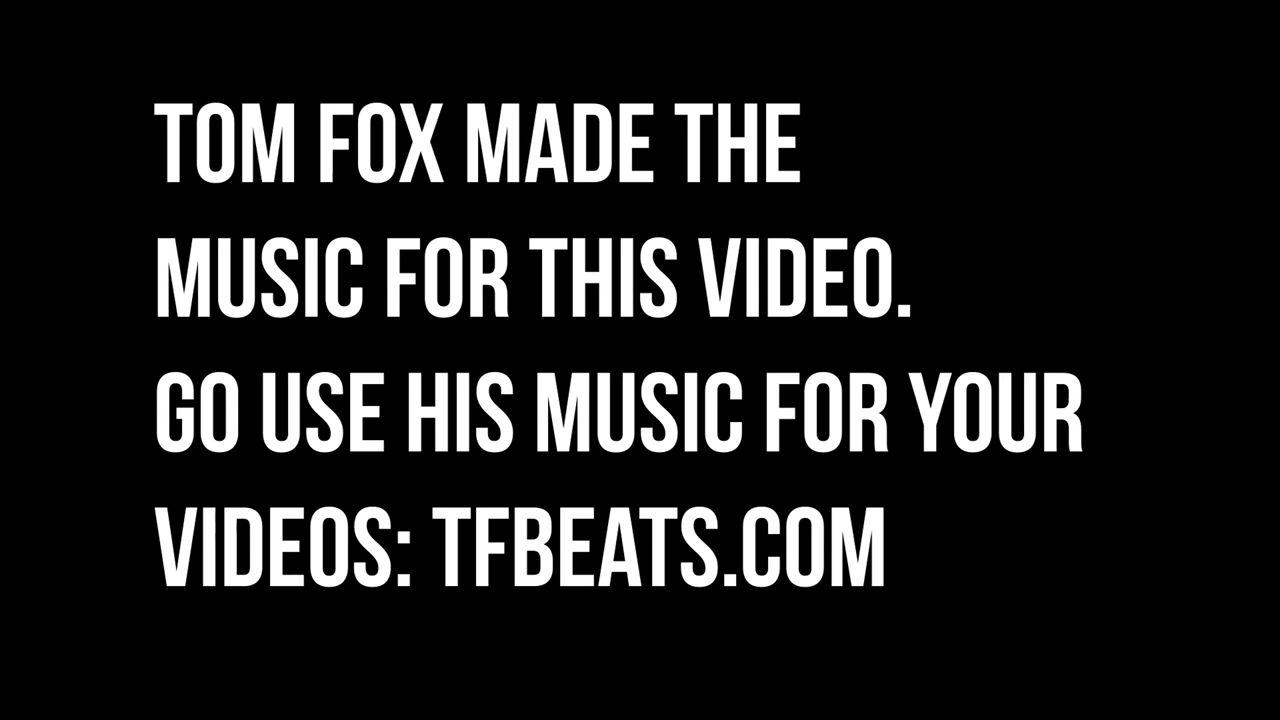 TOM FOX MADE THE
MUSIC FOR THIS VIDEO.
GO USE HIS MUSIC FOR YOUR
VIDEOS: TFBEATS.COM